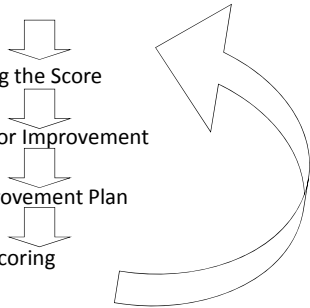 g the Score
or Improvement
ovement Plan
coring